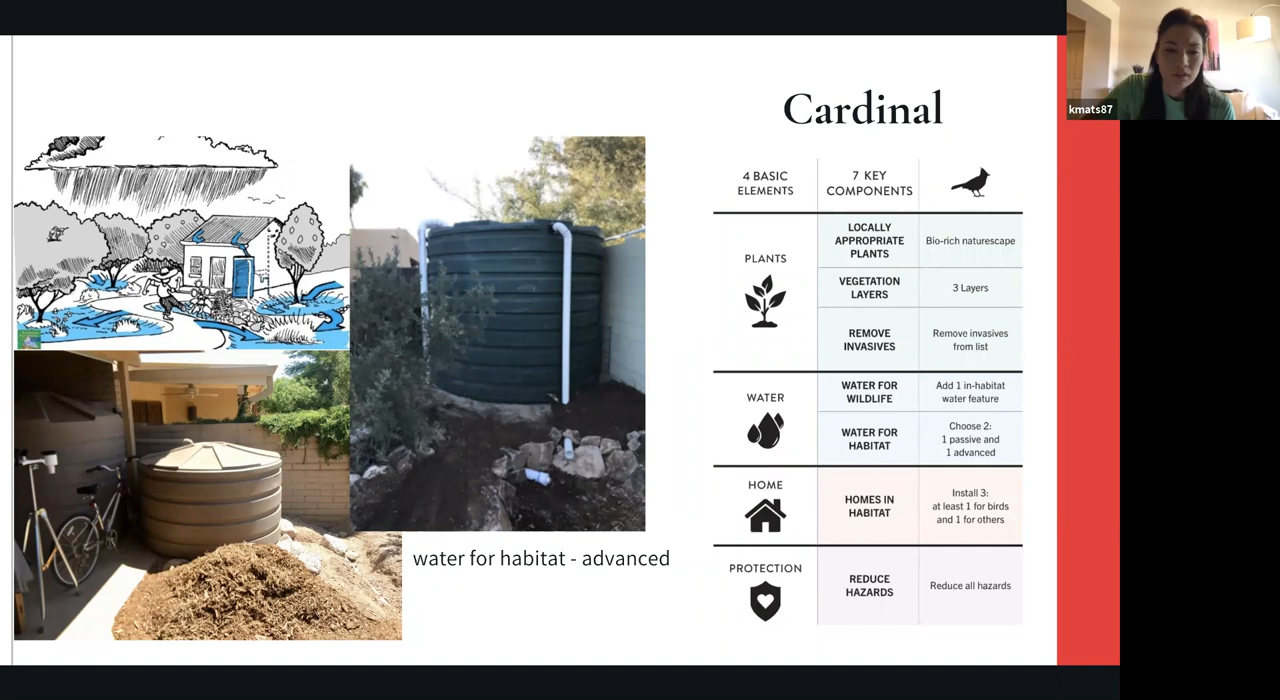 kmats87
Cardinal
4 BASIC
ELEMENTS
7 KEY
COMPONENTS
PLANTS
LOCALLY
APPROPRIATE
PLANTS
Bio-rich naturescape
VEGETATION
LAYERS
3 Layers
REMOVE
INVASIVES
Remove invasives
from list
WATER
WATER FOR
WILDLIFE
Add 1 in-habitat
water feature
WATER FOR
HABITAT
Choose 2:
1 passive and
1 advanced
HOME
HOMES IN
HABITAT
Install 3:
at least 1 for birds
and 1 for others
PROTECTION
REDUCE
HAZARDS
Reduce all hazards
water for habitat - advanced